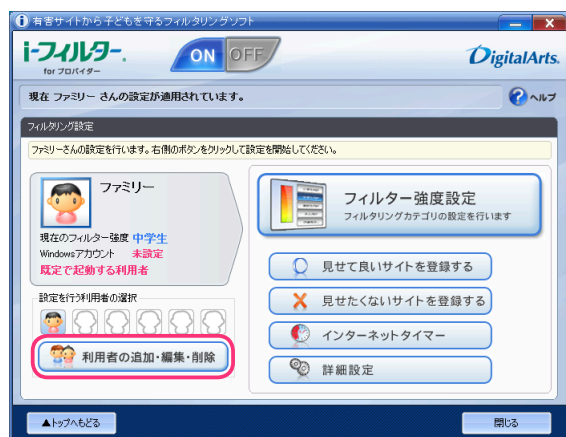 有害サイトから子どもを守るフィルタリングソフト
i-フィルター.
for プロバイダー
ON OFF
DigitalArts.
現在 ファミリー さんの設定が適用されています。
ヘルプ
フィルタリング設定
ファミリーさんの設定を行います。右側のボタンをクリックして設定を開始してください。
ファミリー
現在のフィルター強度 中学生
Windowsアカウント 未設定
既定で起動する利用者
設定を行う利用者の選択
利用者の追加・編集・削除
フィルター強度設定
フィルタリングカテゴリの設定を行います
見せて良いサイトを登録する
見せたくないサイトを登録する
インターネットタイマー
詳細設定
▲トップへもどる
閉じる